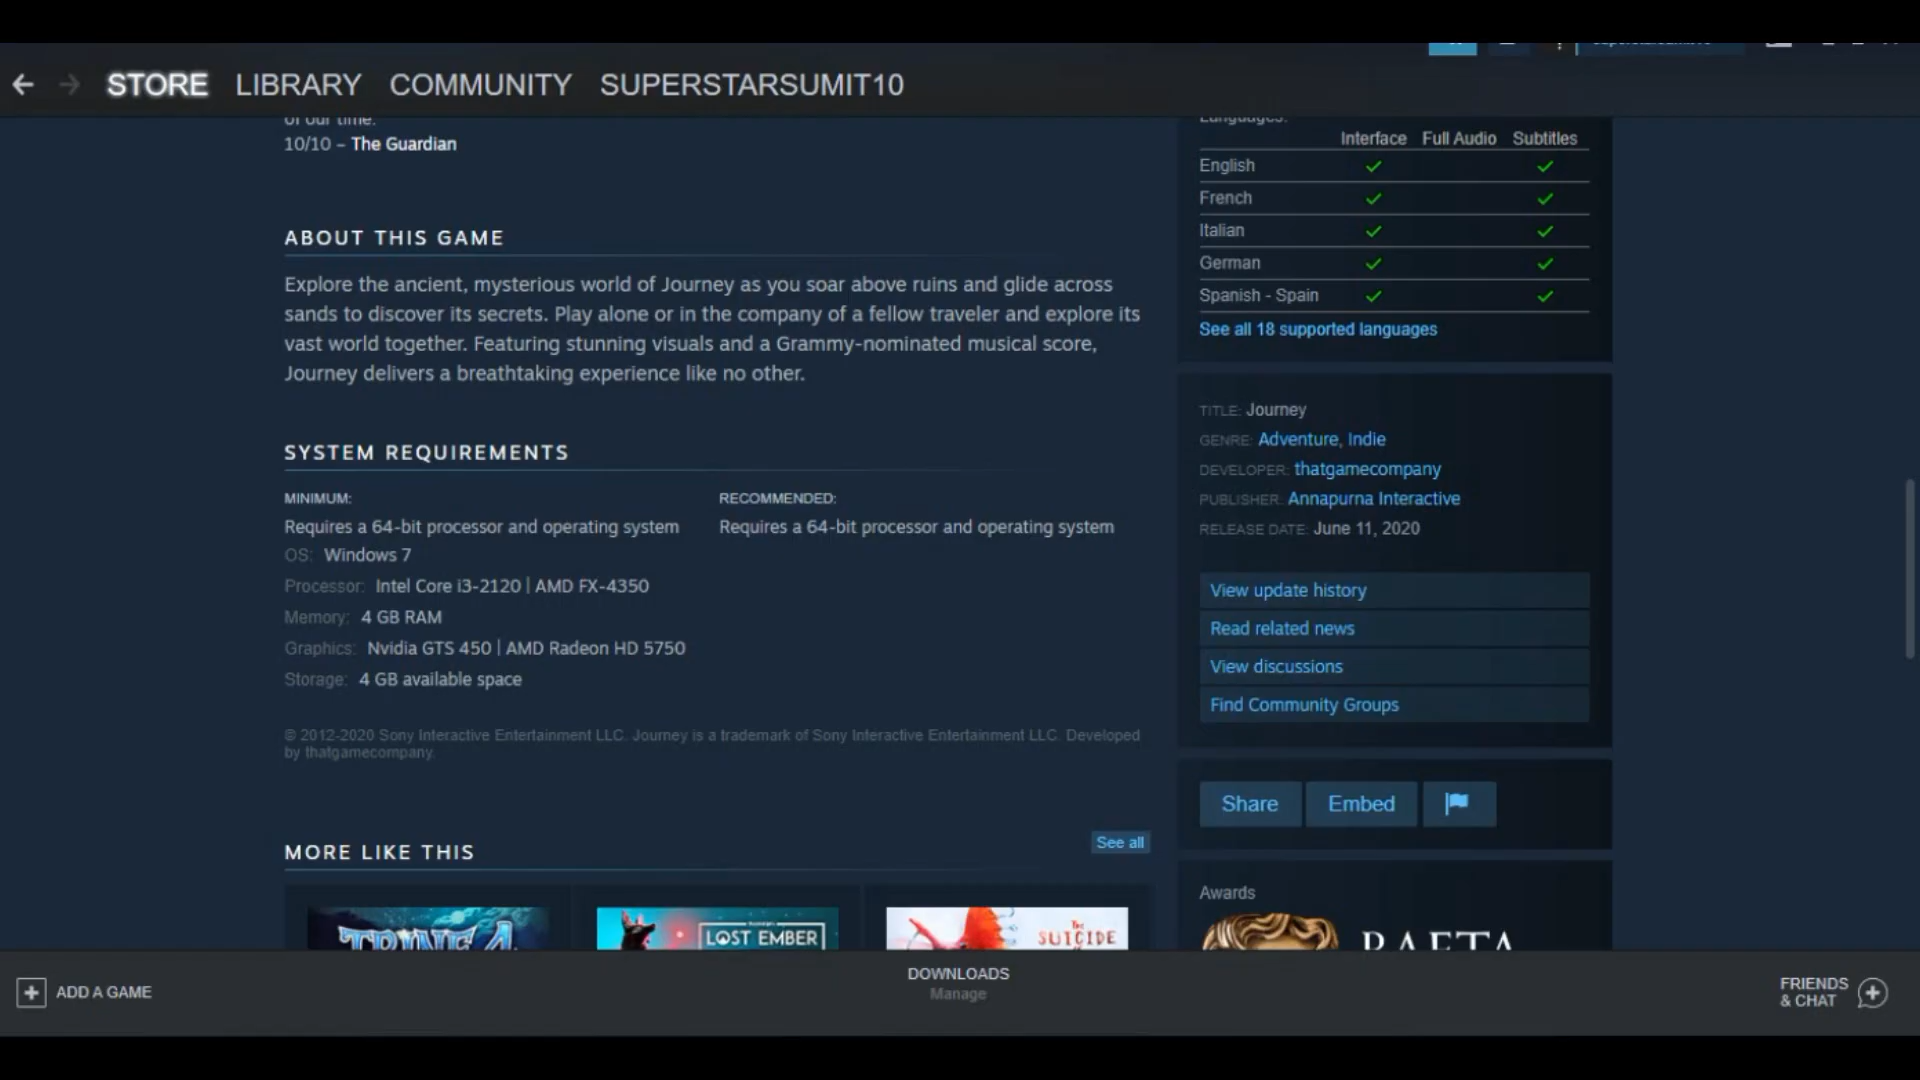 STORE LIBRARY COMMUNITY SUPERSTARSUMIT10
of our time.
10/10 – The Guardian
ABOUT THIS GAME
Explore the ancient, mysterious world of Journey as you soar above ruins and glide across
sands to discover its secrets. Play alone or in the company of a fellow traveler and explore its
vast world together. Featuring stunning visuals and a Grammy-nominated musical score,
Journey delivers a breathtaking experience like no other.
SYSTEM REQUIREMENTS
MINIMUM:
Requires a 64-bit processor and operating system
OS: Windows 7
Processor: Intel Core i3-2120 | AMD FX-4350
Memory: 4 GB RAM
Graphics: Nvidia GTS 450 | AMD Radeon HD 5750
Storage: 4 GB available space
RECOMMENDED:
Requires a 64-bit processor and operating system
© 2012-2020 Sony Interactive Entertainment LLC. Journey is a trademark of Sony Interactive Entertainment LLC. Developed
by thatgamecompany.
MORE LIKE THIS
See all
TRINE 4
LOST EMBER
The
SUICIDE
Languages:
Interface Full Audio Subtitles
English ✓ ✓
French ✓ ✓
Italian ✓ ✓
German ✓ ✓
Spanish - Spain ✓ ✓
See all 18 supported languages
TITLE: Journey
GENRE: Adventure, Indie
DEVELOPER: thatgamecompany
PUBLISHER: Annapurna Interactive
RELEASE DATE: June 11, 2020
View update history
Read related news
View discussions
Find Community Groups
Share Embed
Awards
BAFTA
ADD A GAME
DOWNLOADS
Manage
FRIENDS
& CHAT